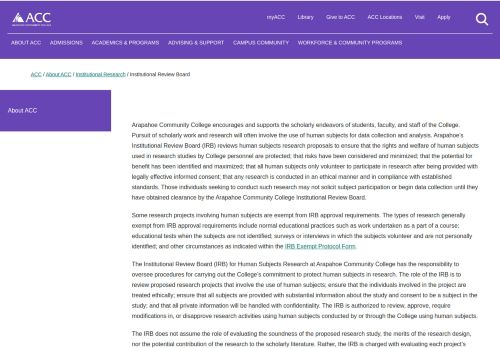 ACC
ARAPAHOE COMMUNITY COLLEGE
myACC Library Give to ACC ACC Locations Visit Apply
ABOUT ACC ADMISSIONS ACADEMICS & PROGRAMS ADVISING & SUPPORT CAMPUS COMMUNITY WORKFORCE & COMMUNITY PROGRAMS
ACC / About ACC / Institutional Research / Institutional Review Board
About ACC
Arapahoe Community College encourages and supports the scholarly endeavors of students, faculty, and staff of the College.
Pursuit of scholarly work and research will often involve the use of human subjects for data collection and analysis. Arapahoe's
Institutional Review Board (IRB) reviews human subjects research proposals to ensure that the rights and welfare of human subjects
used in research studies by College personnel are protected; that risks have been considered and minimized; that the potential for
benefit has been identified and maximized; that all human subjects only volunteer to participate in research after being provided with
legally effective informed consent; that any research is conducted in an ethical manner and in compliance with established
standards. Those individuals seeking to conduct such research may not solicit subject participation or begin data collection until they
have obtained clearance by the Arapahoe Community College Institutional Review Board.
Some research projects involving human subjects are exempt from IRB approval requirements. The types of research generally
exempt from IRB approval requirements include normal educational practices such as work undertaken as a part of a course;
educational tests when the subjects are not identified; surveys or interviews in which the subjects volunteer and are not personally
identified; and other circumstances as indicated within the IRB Exempt Protocol Form.
The Institutional Review Board (IRB) for Human Subjects Research at Arapahoe Community College has the responsibility to
oversee procedures for carrying out the College's commitment to protect human subjects in research. The role of the IRB is to
review proposed research projects that involve the use of human subjects; ensure that the individuals involved in the project are
treated ethically; ensure that all subjects are provided with substantial information about the study and consent to be a subject in the
study; and that all private information will be handled with confidentiality. The IRB is authorized to review, approve, require
modifications in, or disapprove research activities using human subjects conducted by or through the College using human subjects.
The IRB does not assume the role of evaluating the soundness of the proposed research study, the merits of the research design,
nor the potential contribution of the research to the scholarly literature. Rather, the IRB is charged with evaluating each project's